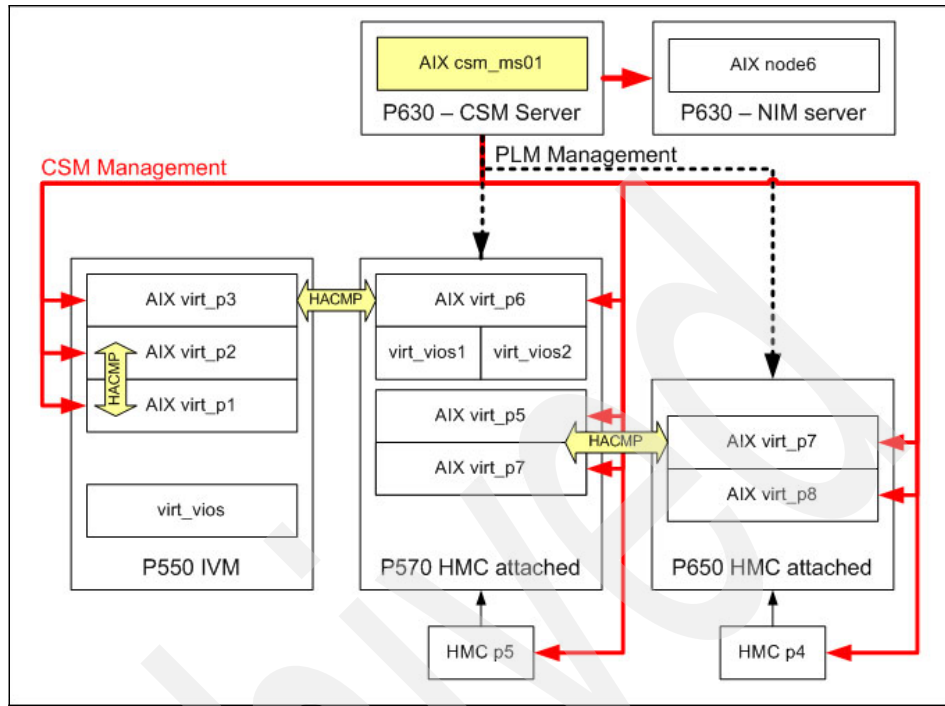 AIX csm_ms01
P630 – CSM Server
AIX node6
P630 – NIM server
PLM Management
CSM Management
AIX virt_p3
AIX virt_p2
AIX virt_p1
HACMP
virt_vios
P550 IVM
HACMP
AIX virt_p6
virt_vios1
virt_vios2
AIX virt_p5
AIX virt_p7
P570 HMC attached
HACMP
AIX virt_p7
AIX virt_p8
P650 HMC attached
HMC p5
HMC p4